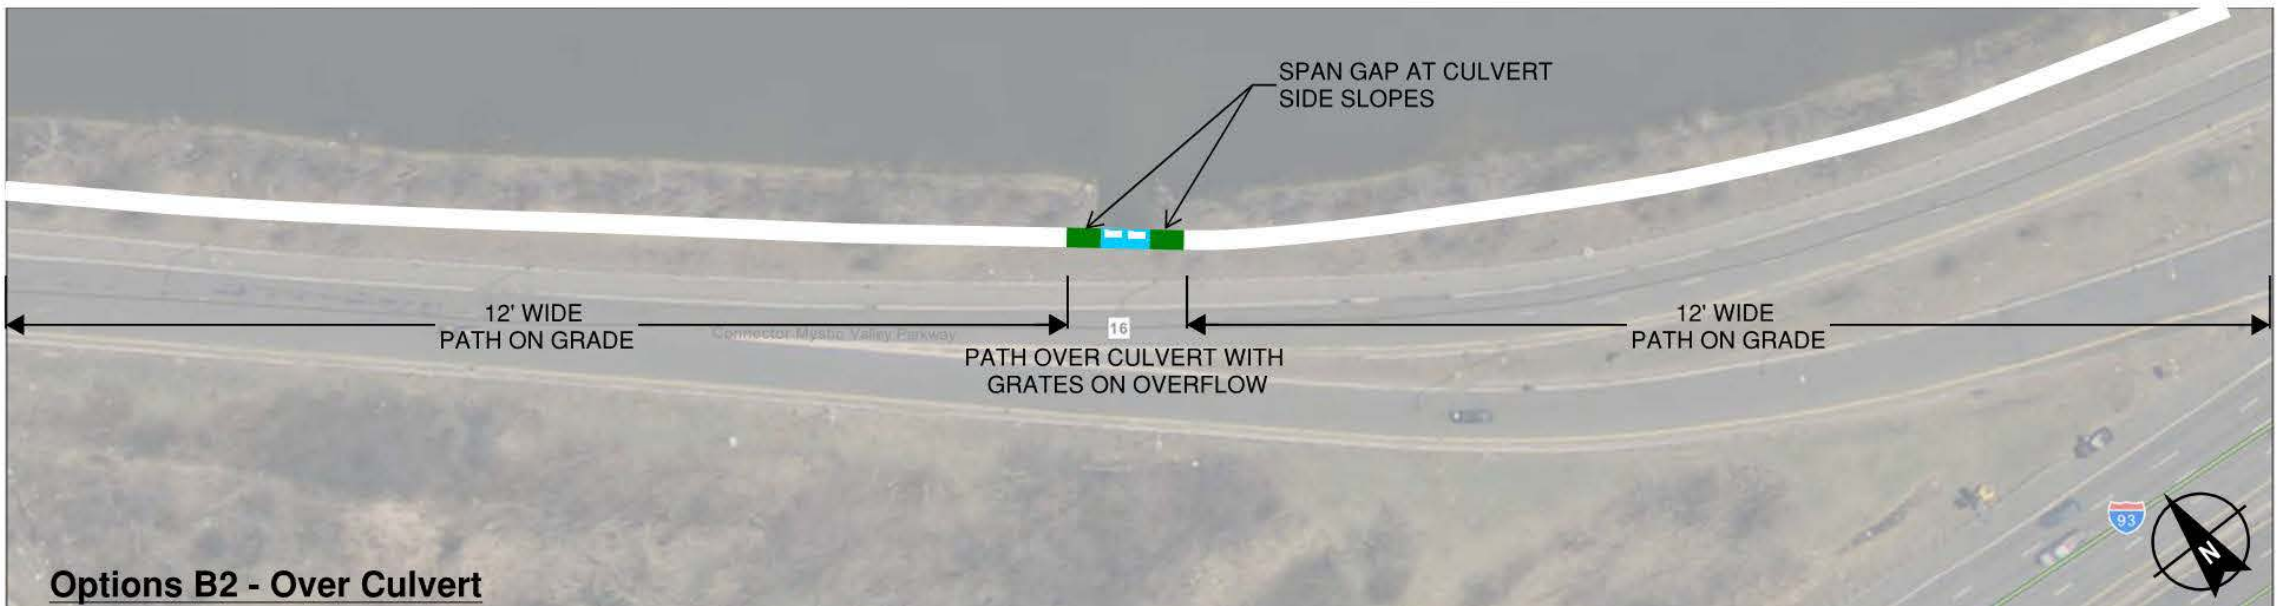 SPAN GAP AT CULVERT
SIDE SLOPES
12' WIDE
PATH ON GRADE
Connector Mystic Valley Parkway
16
PATH OVER CULVERT WITH
GRATES ON OVERFLOW
12' WIDE
PATH ON GRADE
93
N
Options B2 - Over Culvert